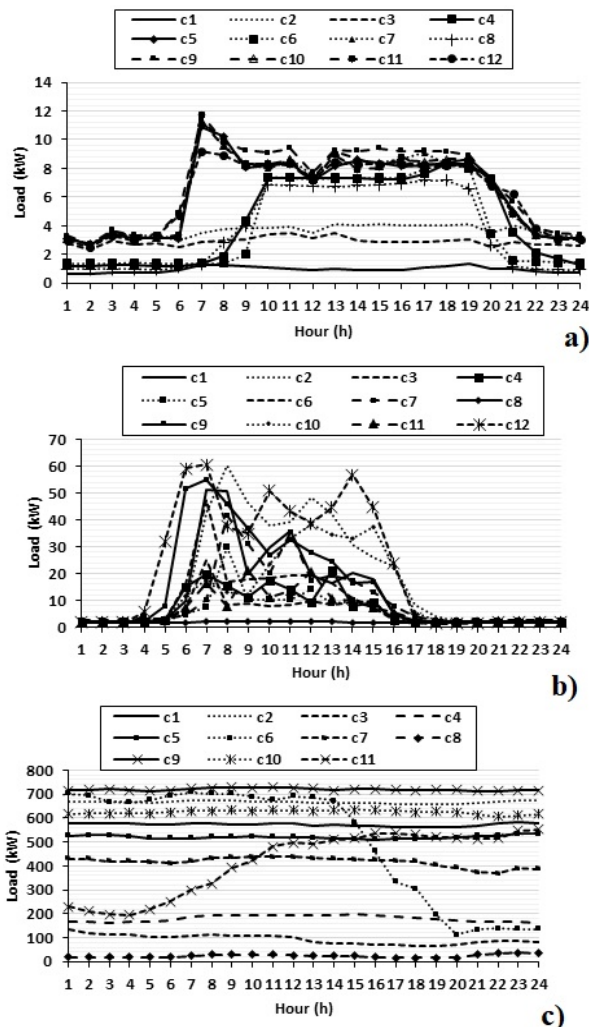 c1 c2 c3 c4
c5 c6 c7 c8
c9 c10 c11 c12
14
12
10
8
6
4
2
0
Load (kW)
1 2 3 4 5 6 7 8 9 10 11 12 13 14 15 16 17 18 19 20 21 22 23 24
Hour (h)
a)
c1 c2 c3 c4
c5 c6 c7 c8
c9 c10 c11 c12
70
60
50
40
30
20
10
0
Load (kW)
1 2 3 4 5 6 7 8 9 10 11 12 13 14 15 16 17 18 19 20 21 22 23 24
Hour (h)
b)
c1 c2 c3 c4
c5 c6 c7 c8
c9 c10 c11
800
700
600
500
400
300
200
100
0
Load (kW)
1 2 3 4 5 6 7 8 9 10 11 12 13 14 15 16 17 18 19 20 21 22 23 24
Hour (h)
c)